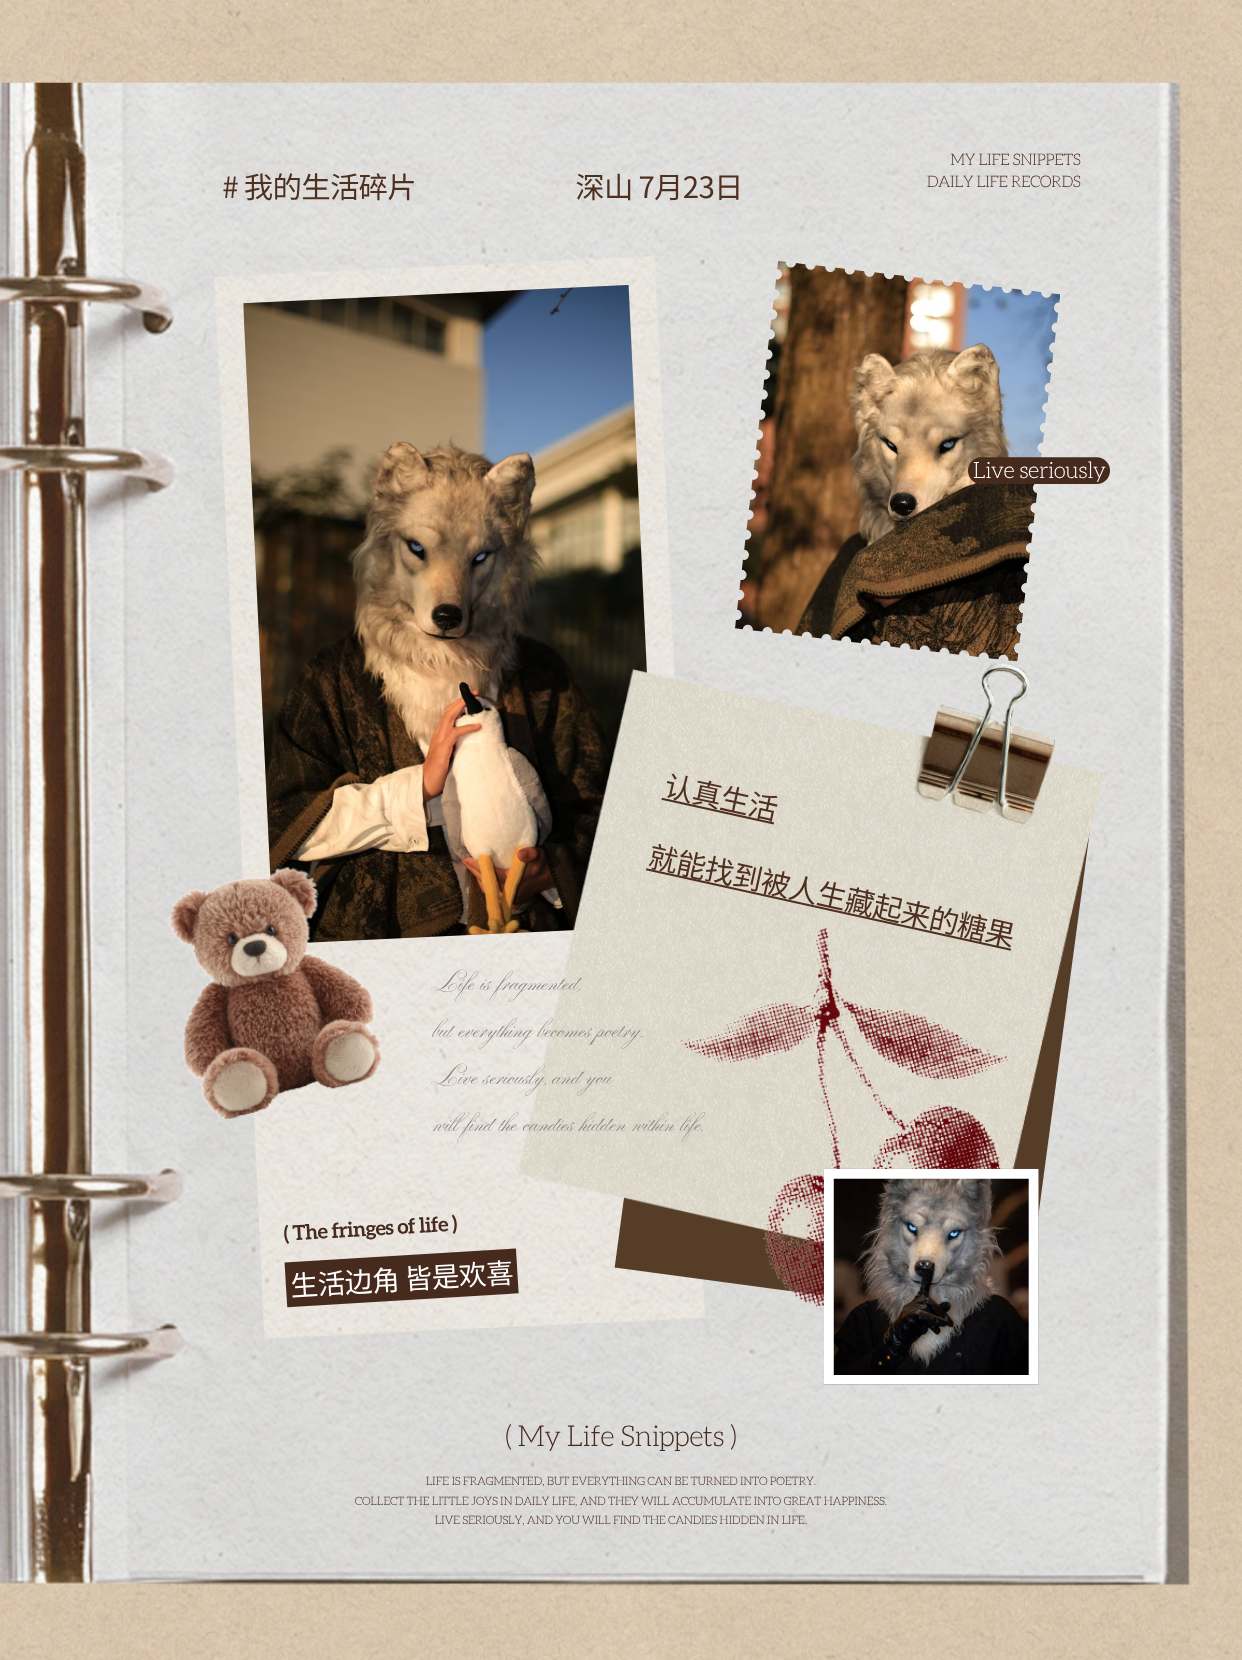 # 我的生活碎片
深山 7月23日
MY LIFE SNIPPETS
DAILY LIFE RECORDS
Live seriously
认真生活
就能找到被人生藏起来的糖果
Life is fragmented,
but everything becomes poetry.
Live seriously, and you
will find the candies hidden within life.
( The fringes of life )
生活边角 皆是欢喜
( My Life Snippets )
LIFE IS FRAGMENTED, BUT EVERYTHING CAN BE TURNED INTO POETRY.
COLLECT THE LITTLE JOYS IN DAILY LIFE, AND THEY WILL ACCUMULATE INTO GREAT HAPPINESS.
LIVE SERIOUSLY, AND YOU WILL FIND THE CANDIES HIDDEN IN LIFE.